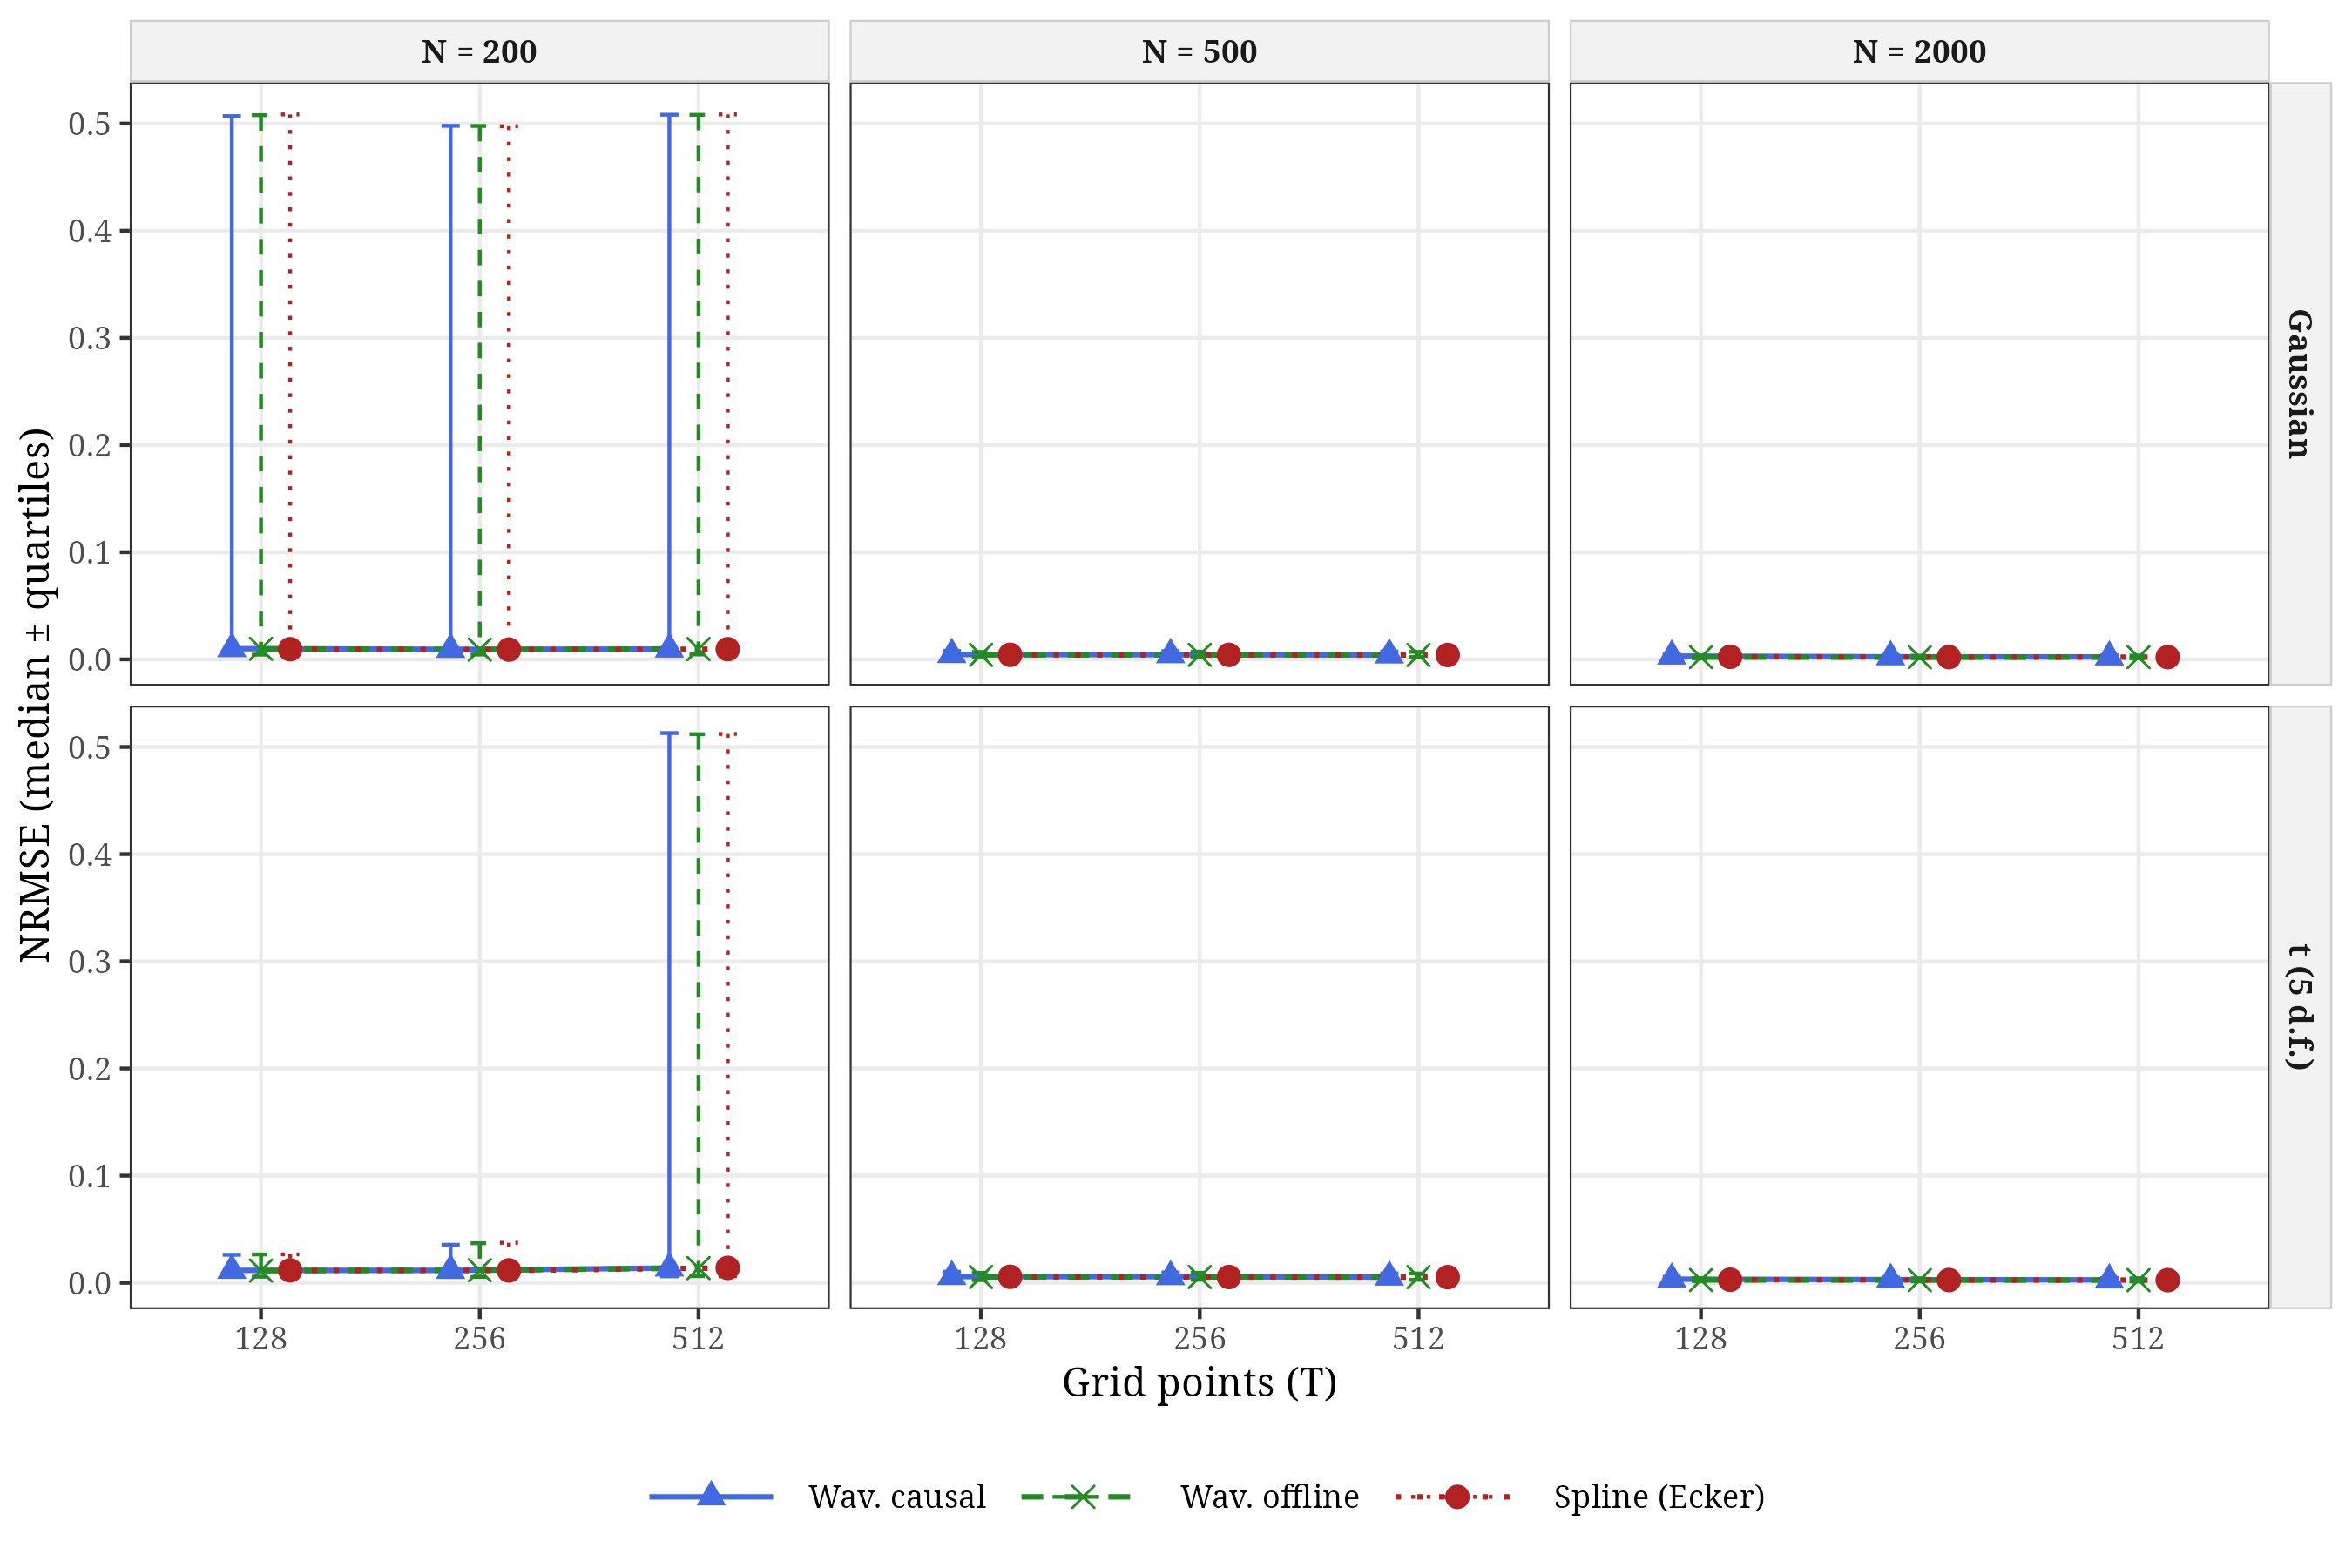 N = 200
N = 500
N = 2000
NRMSE (median ± quartiles)
0.5
0.4
0.3
0.2
0.1
0.0
Gaussian
0.5
0.4
0.3
0.2
0.1
0.0
t (5 d.f.)
128 256 512
128 256 512
128 256 512
Grid points (T)
Wav. causal
Wav. offline
Spline (Ecker)